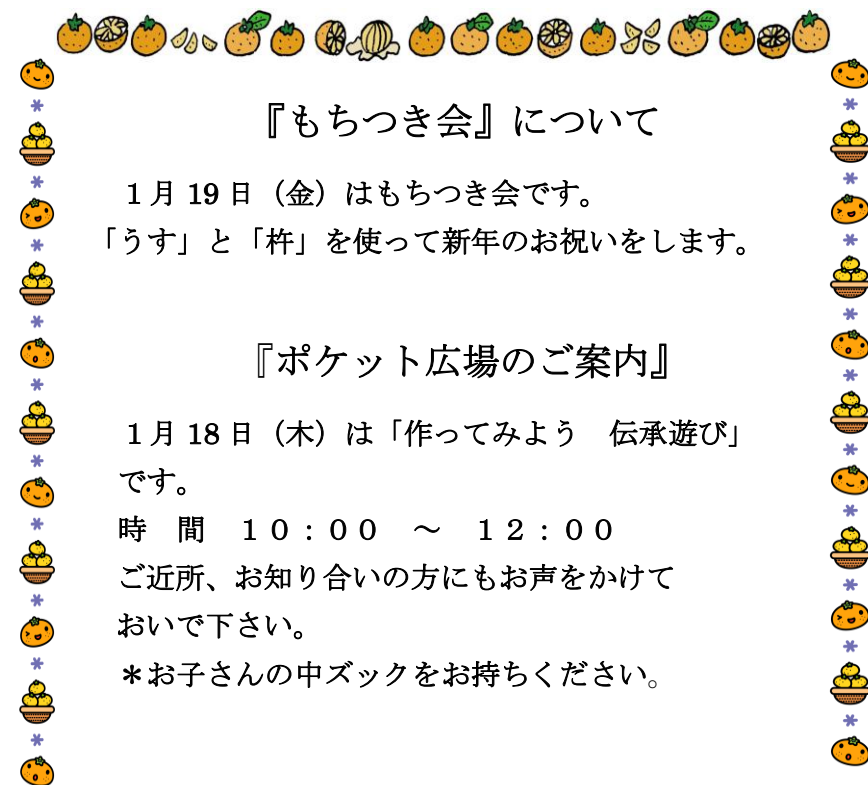 『もちつき会』について
１月 19 日（金）はもちつき会です。
「うす」と「杵」を使って新年のお祝いをします。
『ポケット広場のご案内』
１月 18 日（木）は「作ってみよう　伝承遊び」
です。
時　間　１０：００　～　１２：００
ご近所、お知り合いの方にもお声をかけて
おいで下さい。
＊お子さんの中ズックをお持ちください。